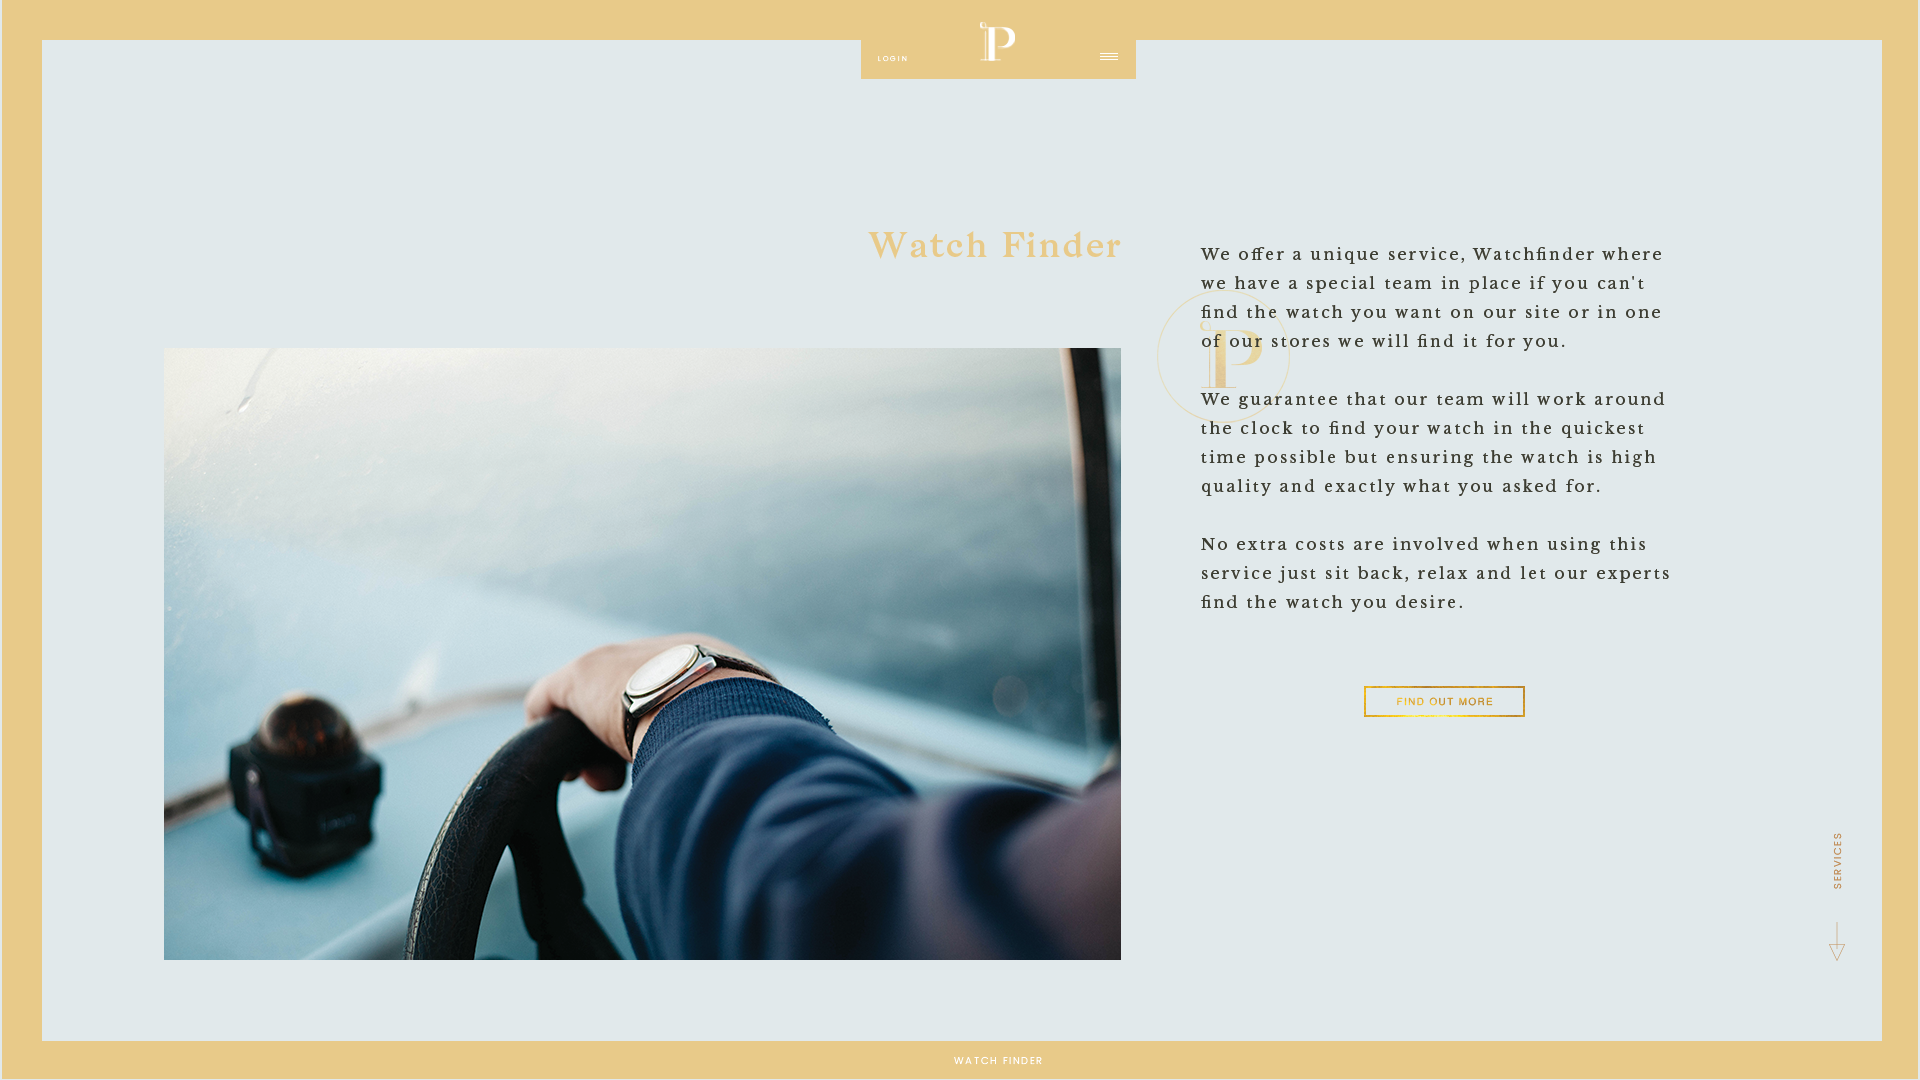 P
LOGIN
Watch Finder
We offer a unique service, Watchfinder where
we have a special team in place if you can't
find the watch you want on our site or in one
of our stores we will find it for you.
P
We guarantee that our team will work around
the clock to find your watch in the quickest
time possible but ensuring the watch is high
quality and exactly what you asked for.
No extra costs are involved when using this
service just sit back, relax and let our experts
find the watch you desire.
FIND OUT MORE
SERVICES
WATCH FINDER